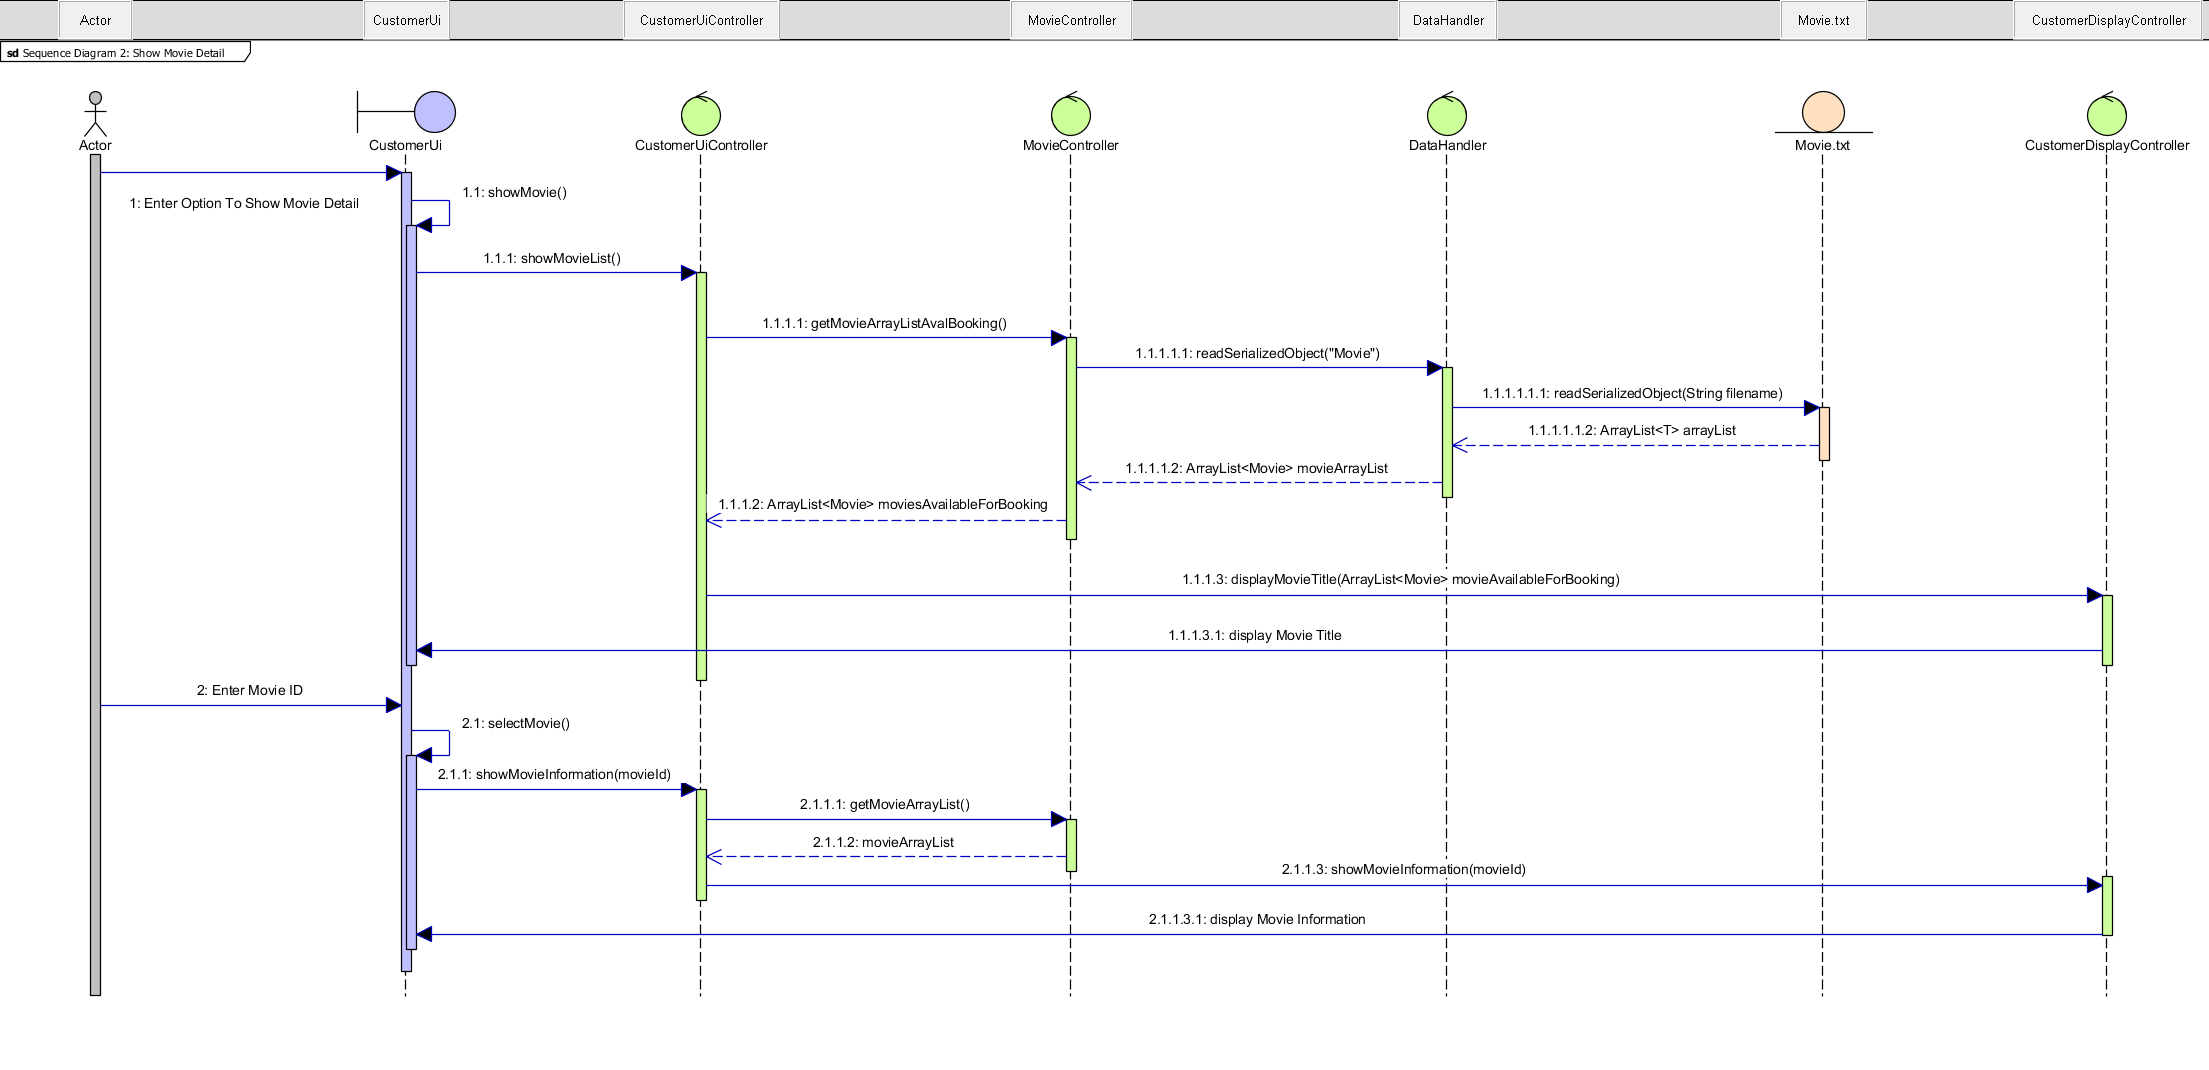 Actor
CustomerUi
CustomerUiController
MovieController
DataHandler
Movie.txt
CustomerDisplayController
sd Sequence Diagram 2: Show Movie Detail
Actor
CustomerUi
CustomerUiController
MovieController
DataHandler
Movie.txt
CustomerDisplayController
1: Enter Option To Show Movie Detail
1.1: showMovie()
1.1.1: showMovieList()
1.1.1.1: getMovieArrayListAvalBooking()
1.1.1.1.1: readSerializedObject("Movie")
1.1.1.1.1.1: readSerializedObject(String filename)
1.1.1.1.1.2: ArrayList<T> arrayList
1.1.1.1.2: ArrayList<Movie> movieArrayList
1.1.1.2: ArrayList<Movie> moviesAvailableForBooking
1.1.1.3: displayMovieTitle(ArrayList<Movie> movieAvailableForBooking)
1.1.1.3.1: display Movie Title
2: Enter Movie ID
2.1: selectMovie()
2.1.1: showMovieInformation(movieId)
2.1.1.1: getMovieArrayList()
2.1.1.2: movieArrayList
2.1.1.3: showMovieInformation(movieId)
2.1.1.3.1: display Movie Information